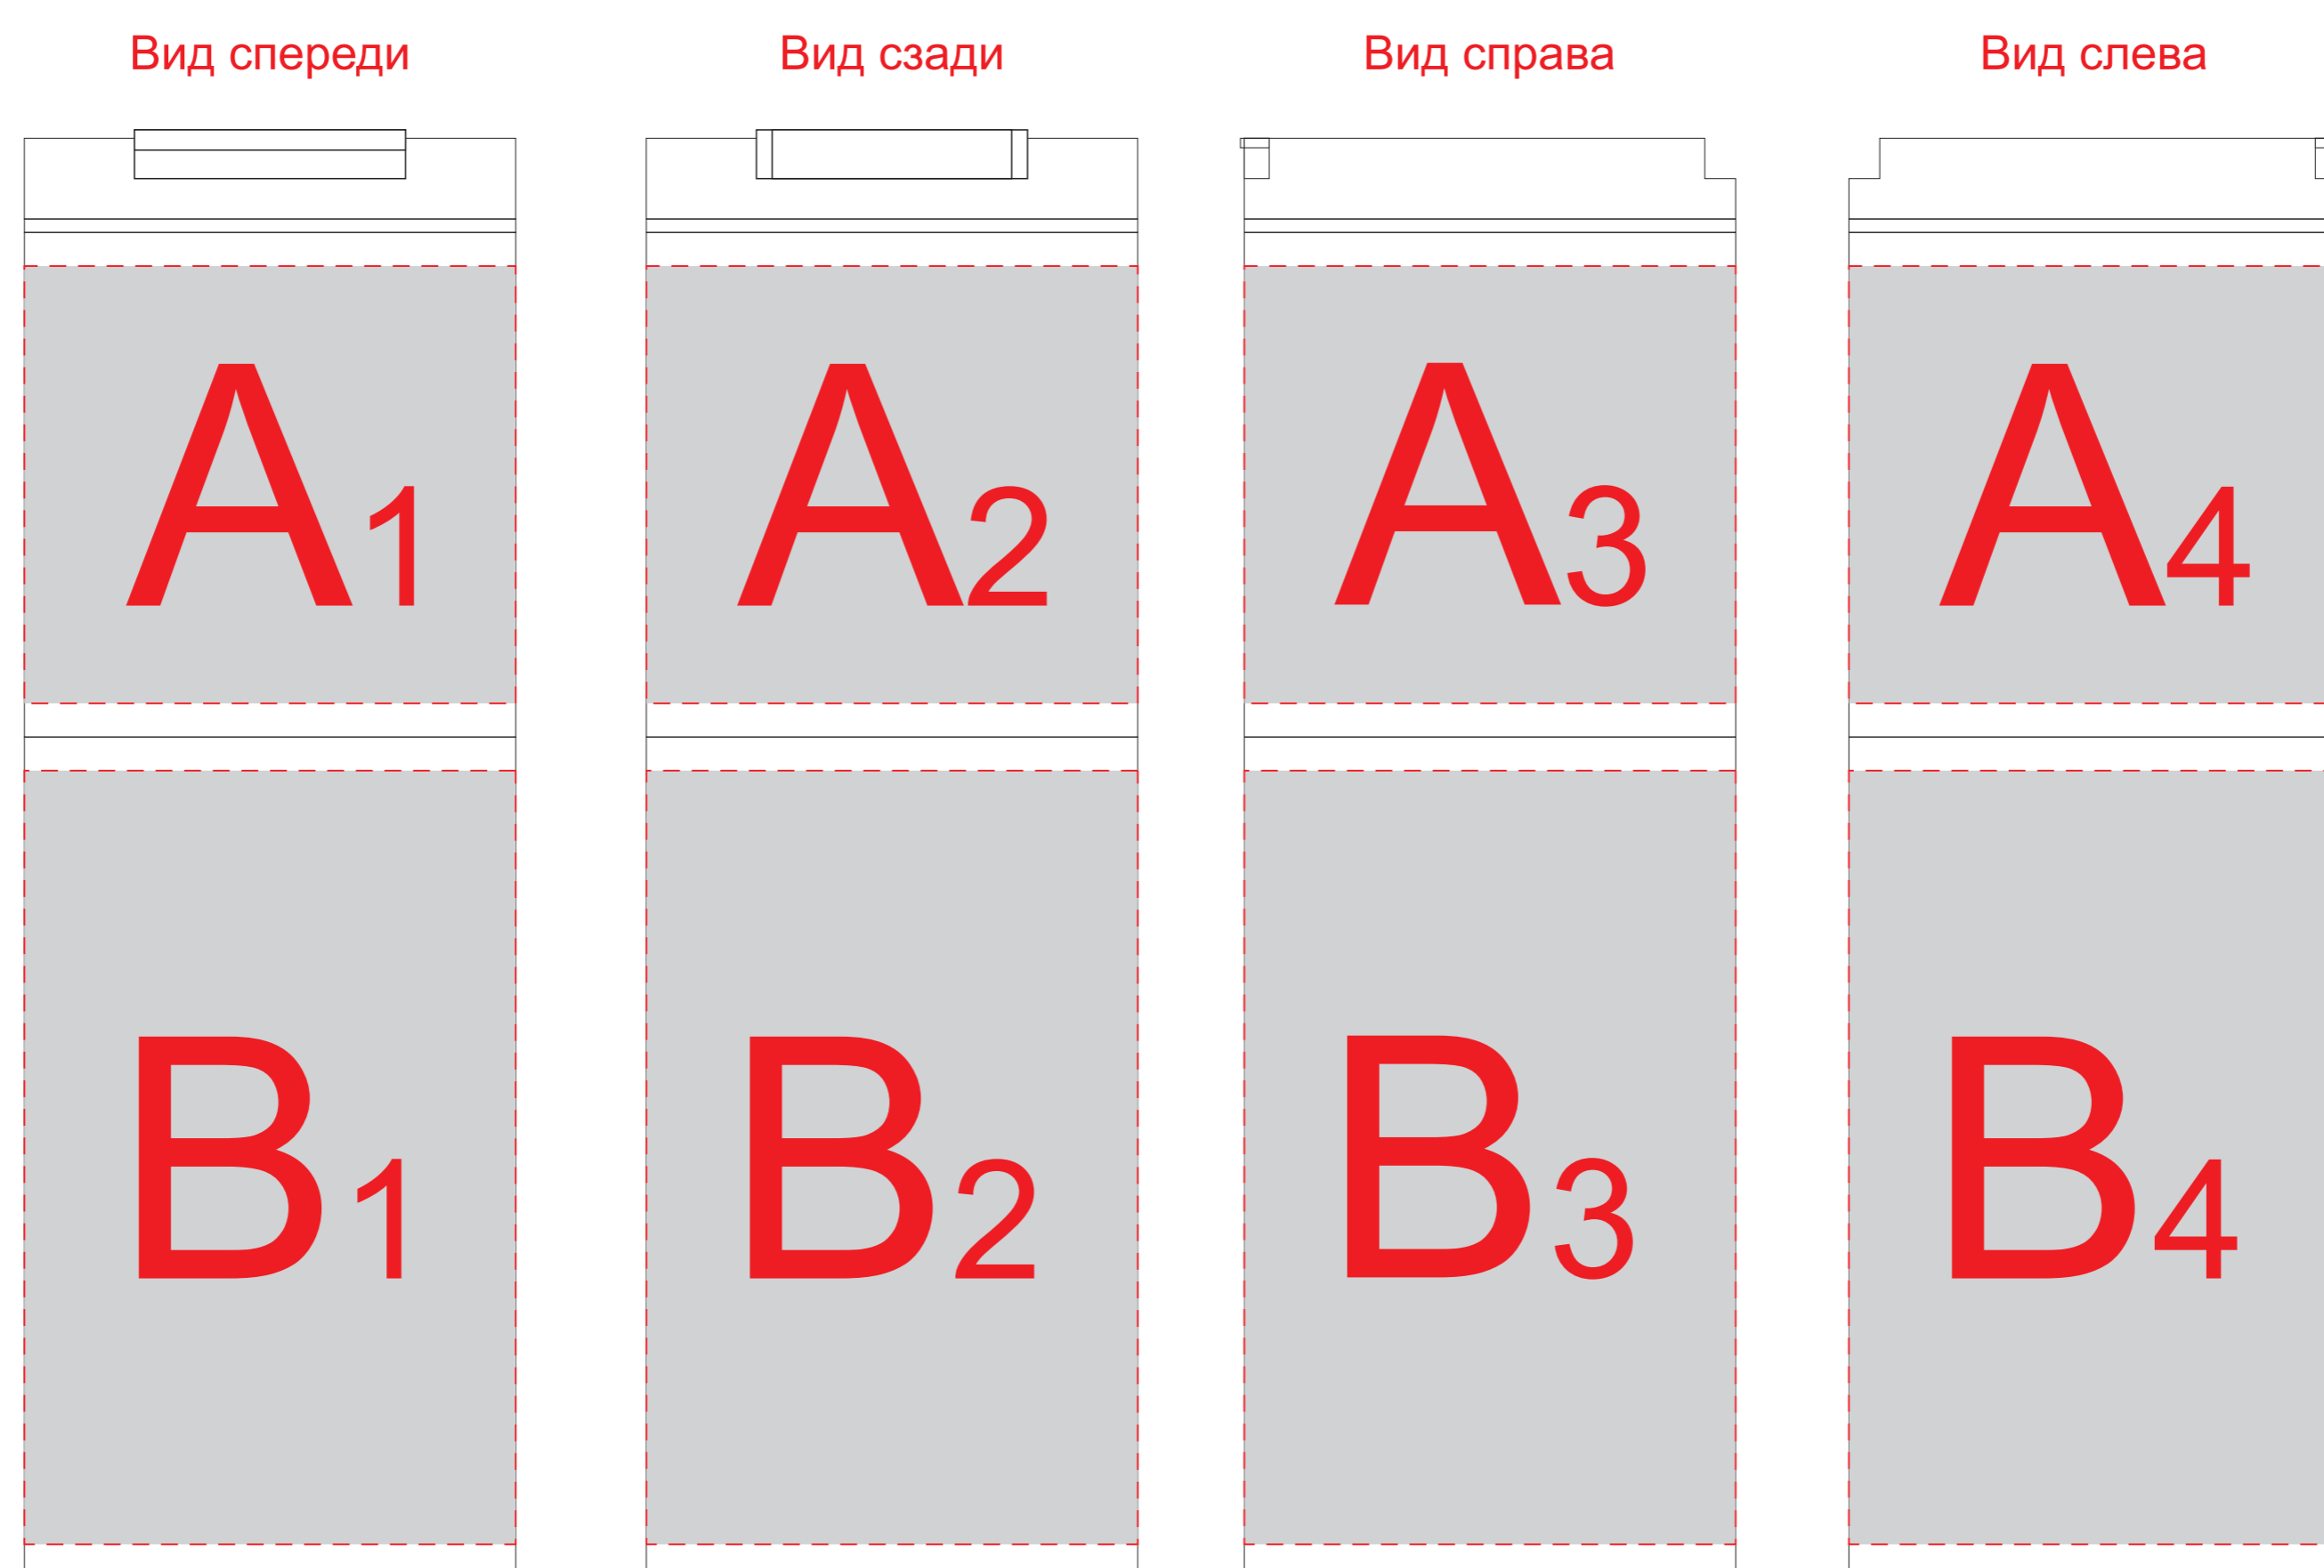 Вид спереди Вид сзади Вид справа Вид слева
A1 A2 A3 A4
B1 B2 B3 B4